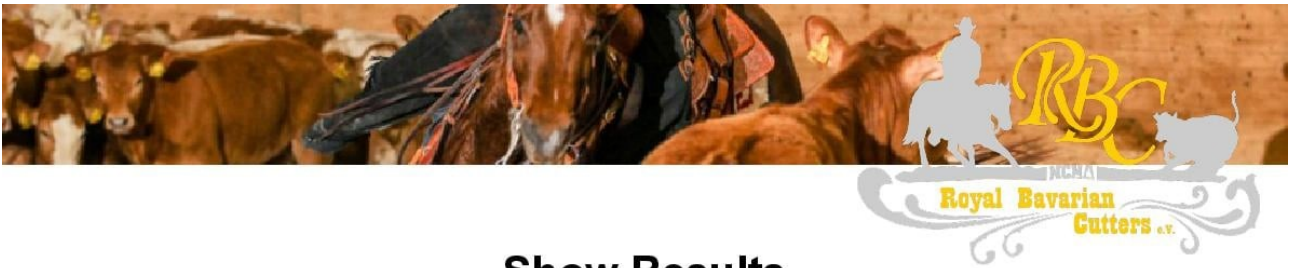 RBC
NCHA
Royal Bavarian
Cutters e.V.
Show Results